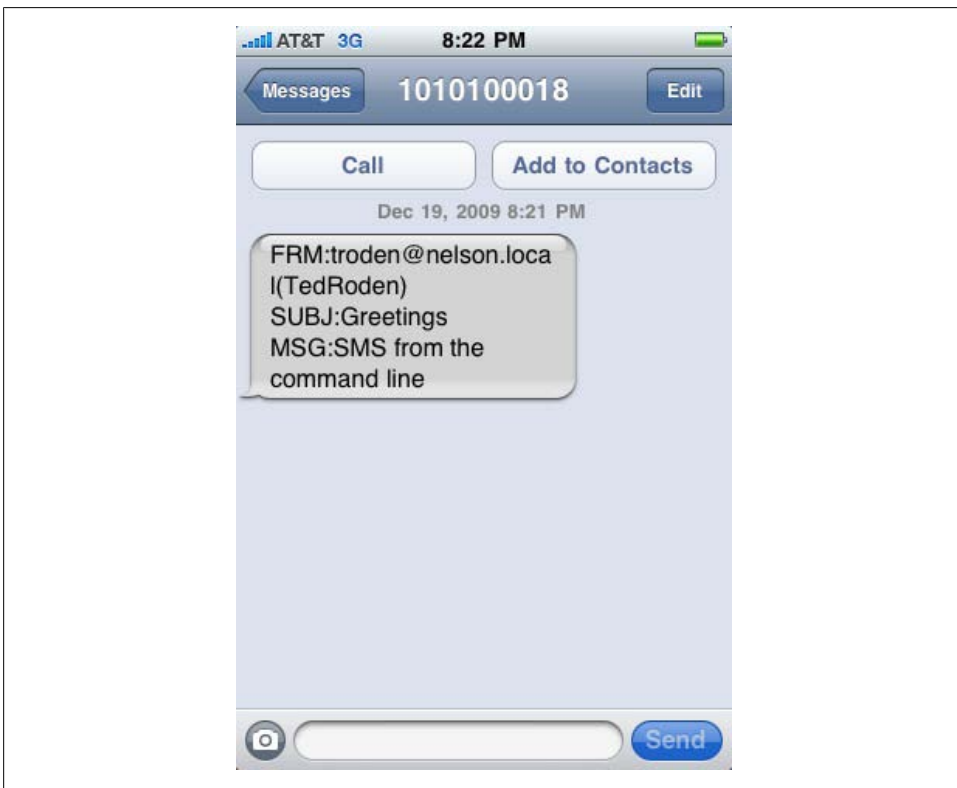 AT&T 3G 8:22 PM
Messages 1010100018 Edit
Call Add to Contacts
Dec 19, 2009 8:21 PM
FRM:troden@nelson.loca
l(TedRoden)
SUBJ:Greetings
MSG:SMS from the
command line
Send